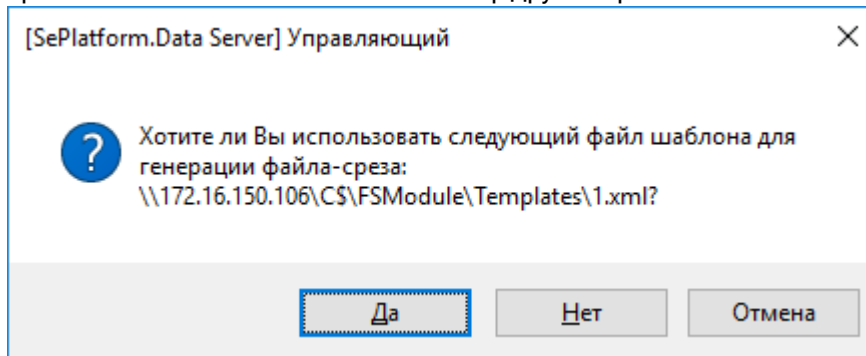 [SePlatform.Data Server] Управляющий
Хотите ли Вы использовать следующий файл шаблона для
генерации файла-среза:
\\172.16.150.106\C$\FSModule\Templates\1.xml?
Да
Нет
Отмена